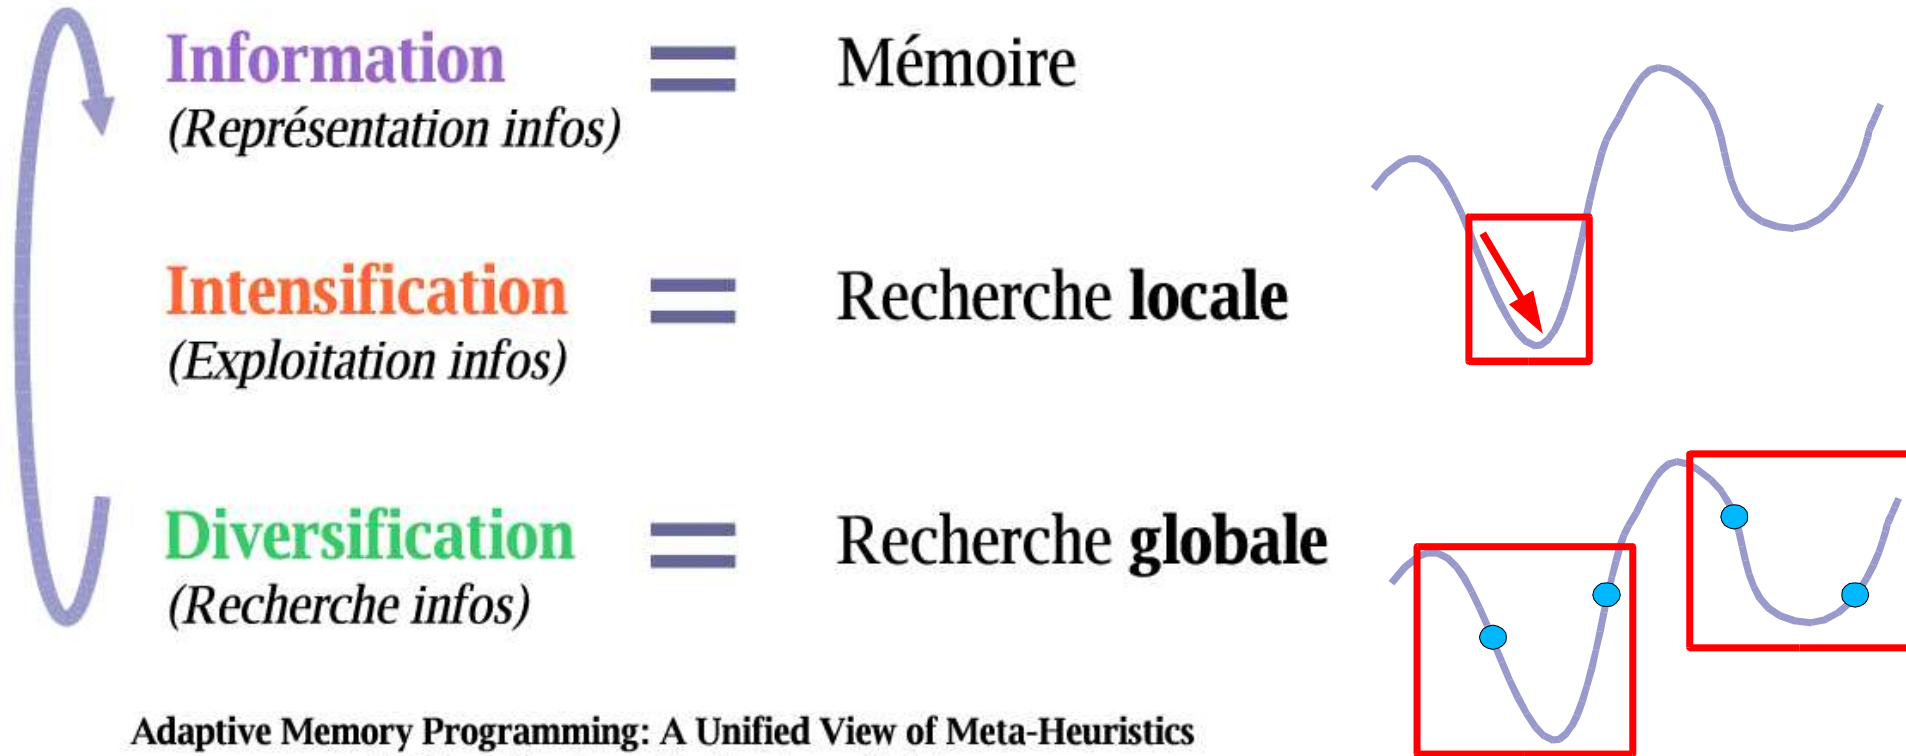 Information = Mémoire
(Représentation infos)
Intensification = Recherche locale
(Exploitation infos)
Diversification = Recherche globale
(Recherche infos)
Adaptive Memory Programming: A Unified View of Meta-Heuristics